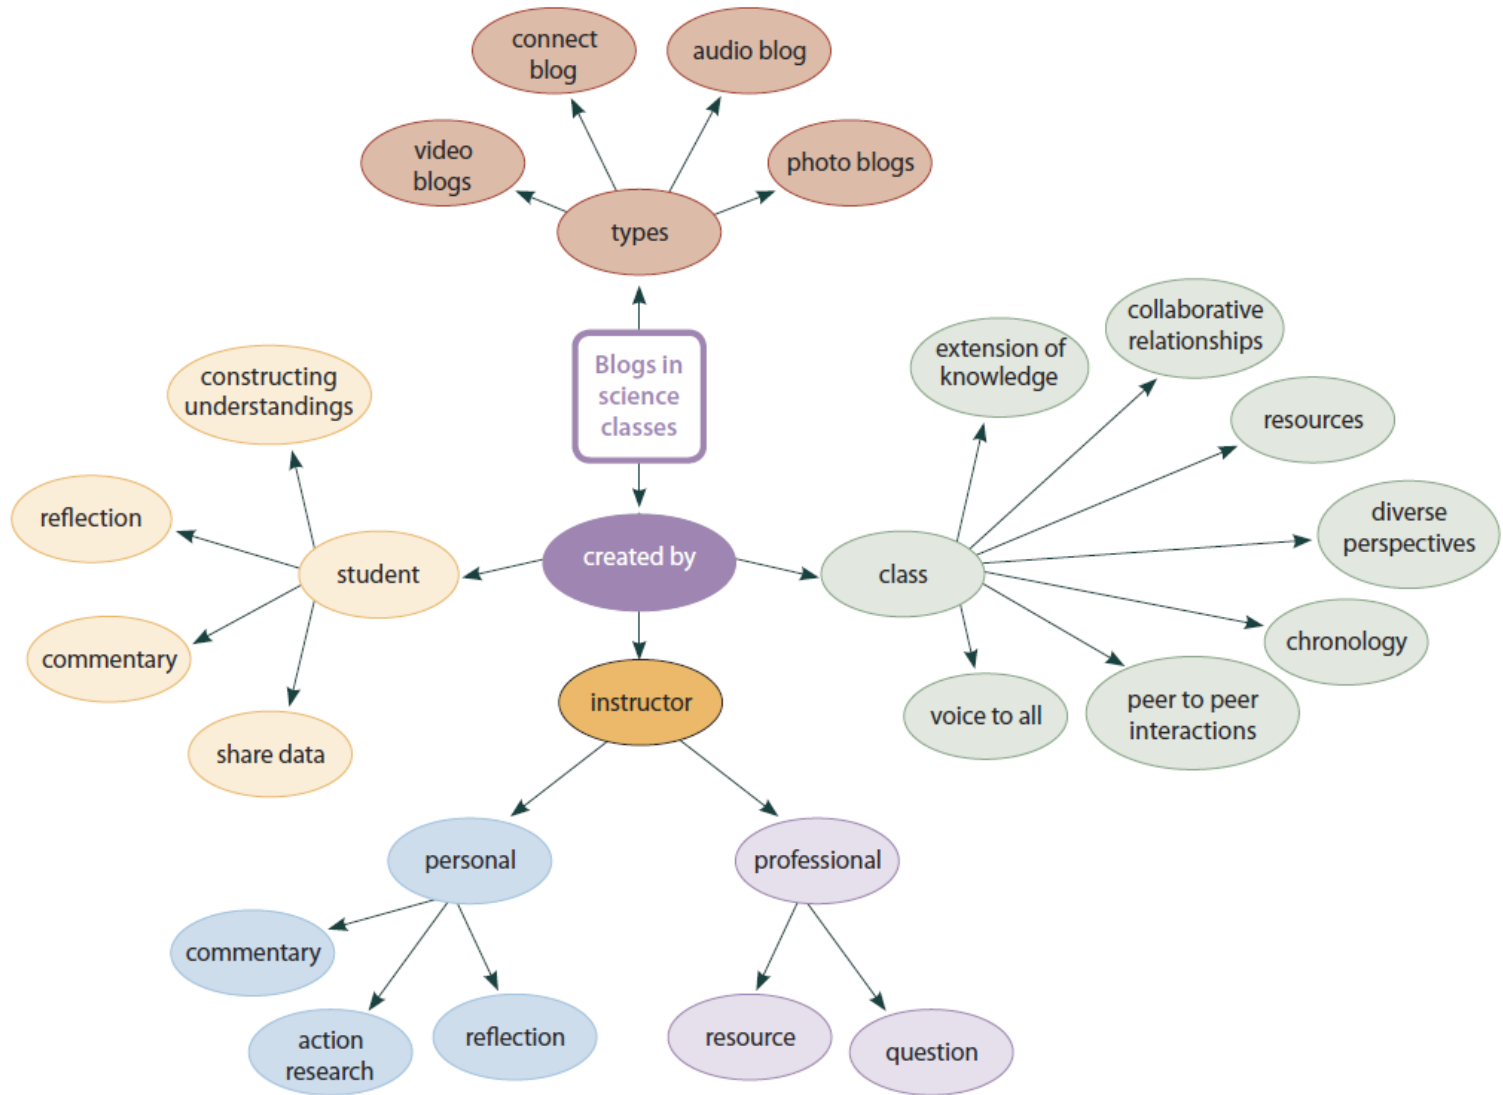 connect
blog
audio blog
video
blogs
photo blogs
types
Blogs in
science
classes
constructing
understandings
reflection
student
commentary
share data
created by
class
extension of
knowledge
collaborative
relationships
resources
diverse
perspectives
chronology
peer to peer
interactions
voice to all
instructor
personal
professional
commentary
action
research
reflection
resource
question